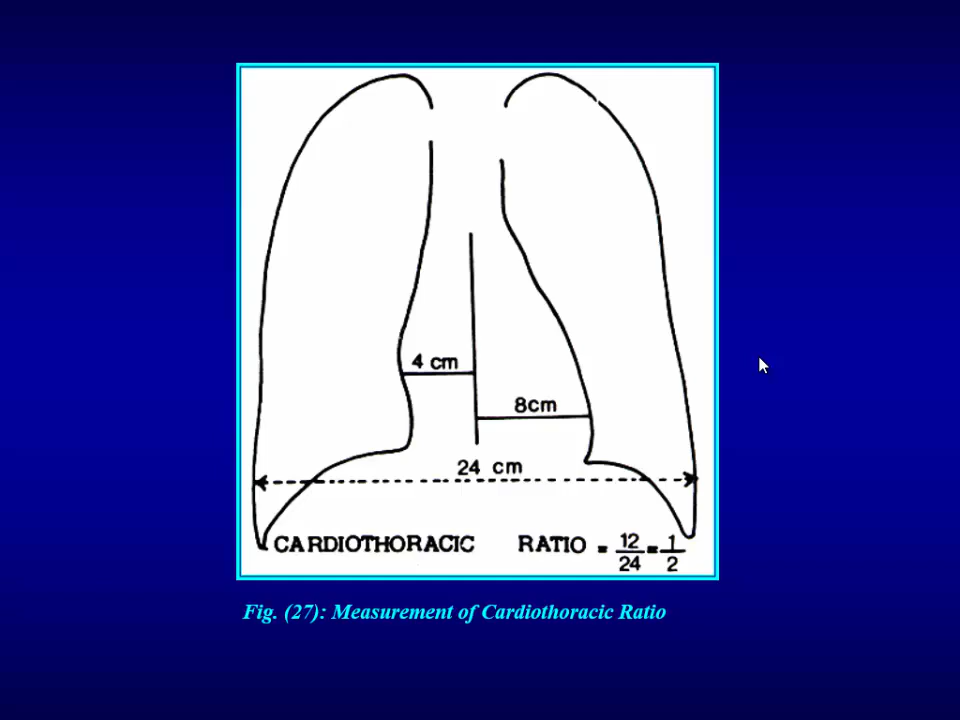 4 cm
8cm
24 cm
CARDIOTHORACIC RATIO = 12/24 = 1/2
Fig. (27): Measurement of Cardiothoracic Ratio